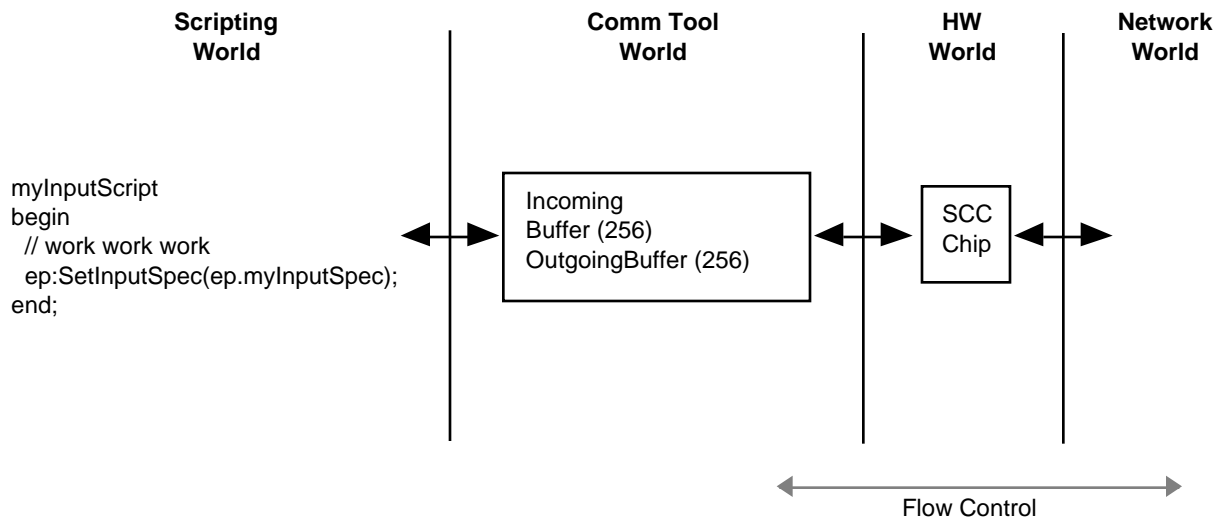 Scripting
World
Comm Tool
World
HW
World
Network
World
myInputScript
begin
// work work work
ep:SetInputSpec(ep.myInputSpec);
end;
Incoming
Buffer (256)
OutgoingBuffer (256)
SCC
Chip
Flow Control